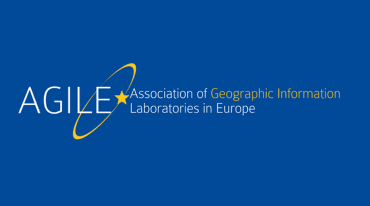 AGILE
Association of Geographic Information
Laboratories in Europe